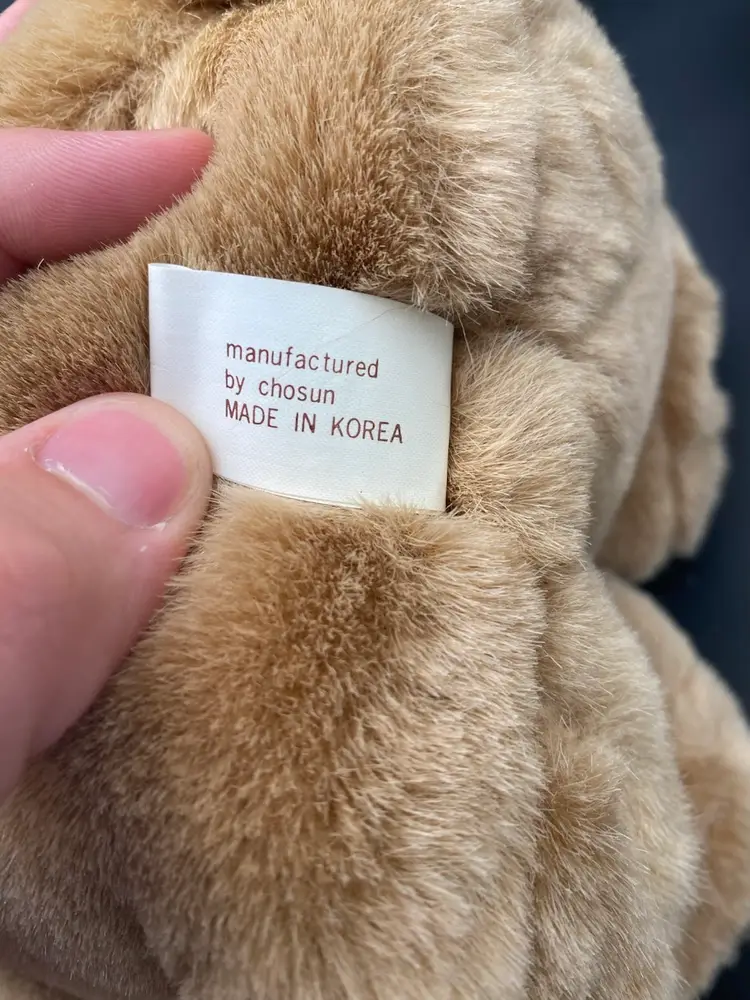 manufactured
by chosun
MADE IN KOREA